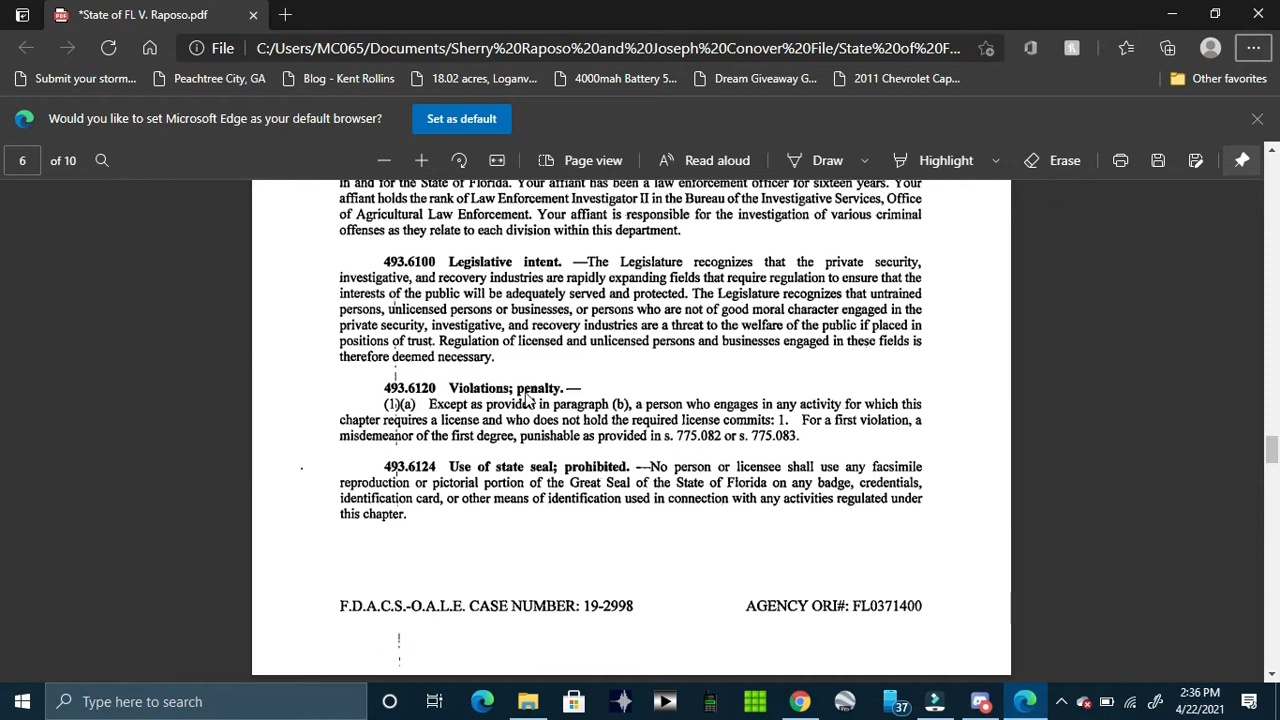 *State of FL V. Raposo.pdf
File C:/Users/MC065/Documents/Sherry%20Raposo%20and%20Joseph%20Conover%20File/State%20of%20F...
Submit your storm... Peachtree City, GA Blog - Kent Rollins 18.02 acres, Loganv... 4000mah Battery 5... Dream Giveaway G... 2011 Chevrolet Cap... Other favorites
Would you like to set Microsoft Edge as your default browser? Set as default
6 of 10 Page view Read aloud Draw Highlight Erase
in and for the State of Florida. Your affiant has been a law enforcement officer for sixteen years. Your
affiant holds the rank of Law Enforcement Investigator II in the Bureau of the Investigative Services, Office
of Agricultural Law Enforcement. Your affiant is responsible for the investigation of various criminal
offenses as they relate to each division within this department.
493.6100 Legislative intent. —The Legislature recognizes that the private security,
investigative, and recovery industries are rapidly expanding fields that require regulation to ensure that the
interests of the public will be adequately served and protected. The Legislature recognizes that untrained
persons, unlicensed persons or businesses, or persons who are not of good moral character engaged in the
private security, investigative, and recovery industries are a threat to the welfare of the public if placed in
positions of trust. Regulation of licensed and unlicensed persons and businesses engaged in these fields is
therefore deemed necessary.
493.6120 Violations; penalty. —
(1)(a) Except as provided in paragraph (b), a person who engages in any activity for which this
chapter requires a license and who does not hold the required license commits: 1. For a first violation, a
misdemeanor of the first degree, punishable as provided in s. 775.082 or s. 775.083.
493.6124 Use of state seal; prohibited. —No person or licensee shall use any facsimile
reproduction or pictorial portion of the Great Seal of the State of Florida on any badge, credentials,
identification card, or other means of identification used in connection with any activities regulated under
this chapter.
F.D.A.C.S.-O.A.L.E. CASE NUMBER: 19-2998 AGENCY ORI#: FL0371400
Type here to search 37 2:36 PM
4/22/2021